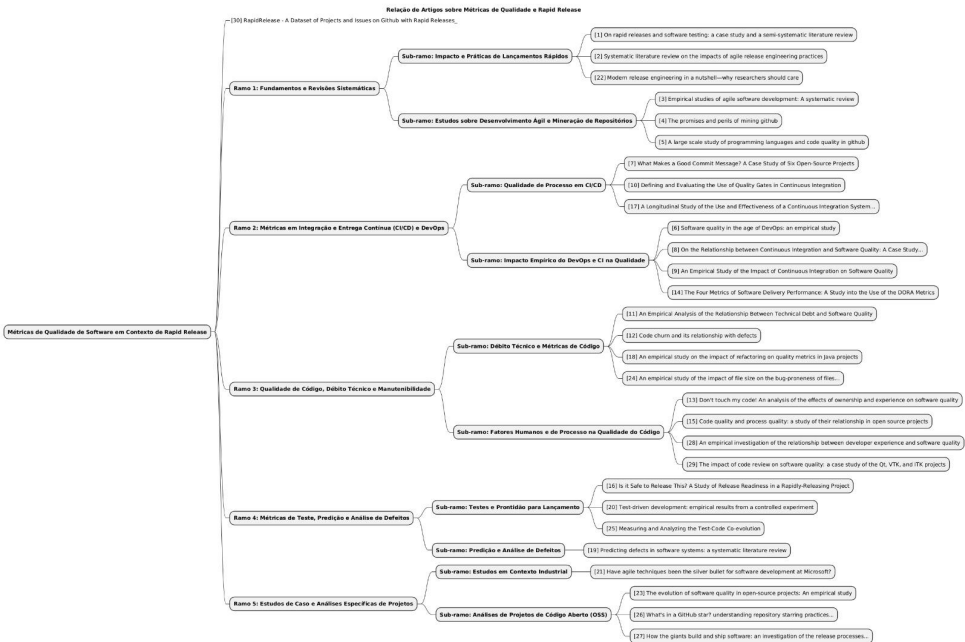 Relação de Artigos sobre Métricas de Qualidade e Rapid Release
[30] RapidRelease - A Dataset of Projects and Issues on Github with Rapid Releases_
Métricas de Qualidade de Software em Contexto de Rapid Release
Ramo 1: Fundamentos e Revisões Sistemáticas
Sub-ramo: Impacto e Práticas de Lançamentos Rápidos
[1] On rapid releases and software testing: a case study and a semi-systematic literature review
[2] Systematic literature review on the impacts of agile release engineering practices
[22] Modern release engineering in a nutshell—why researchers should care
Sub-ramo: Estudos sobre Desenvolvimento Ágil e Mineração de Repositórios
[3] Empirical studies of agile software development: A systematic review
[4] The promises and perils of mining github
[5] A large scale study of programming languages and code quality in github
Ramo 2: Métricas em Integração e Entrega Contínua (CI/CD) e DevOps
Sub-ramo: Qualidade de Processo em CI/CD
[7] What Makes a Good Commit Message? A Case Study of Six Open-Source Projects
[10] Defining and Evaluating the Use of Quality Gates in Continuous Integration
[17] A Longitudinal Study of the Use and Effectiveness of a Continuous Integration System...
Sub-ramo: Impacto Empírico do DevOps e CI na Qualidade
[6] Software quality in the age of DevOps: an empirical study
[8] On the Relationship between Continuous Integration and Software Quality: A Case Study...
[9] An Empirical Study of the Impact of Continuous Integration on Software Quality
[14] The Four Metrics of Software Delivery Performance: A Study into the Use of the DORA Metrics
Ramo 3: Qualidade de Código, Débito Técnico e Manutenibilidade
Sub-ramo: Débito Técnico e Métricas de Código
[11] An Empirical Analysis of the Relationship Between Technical Debt and Software Quality
[12] Code churn and its relationship with defects
[18] An empirical study on the impact of refactoring on quality metrics in Java projects
[24] An empirical study of the impact of file size on the bug-proneness of files...
Sub-ramo: Fatores Humanos e de Processo na Qualidade do Código
[13] Don't touch my code! An analysis of the effects of ownership and experience on software quality
[15] Code quality and process quality: a study of their relationship in open source projects
[28] An empirical investigation of the relationship between developer experience and software quality
[29] The impact of code review on software quality: a case study of the Qt, VTK, and ITK projects
Ramo 4: Métricas de Teste, Predição e Análise de Defeitos
Sub-ramo: Testes e Prontidão para Lançamento
[16] Is it Safe to Release This? A Study of Release Readiness in a Rapidly-Releasing Project
[20] Test-driven development: empirical results from a controlled experiment
[25] Measuring and Analyzing the Test-Code Co-evolution
Sub-ramo: Predição e Análise de Defeitos
[19] Predicting defects in software systems: a systematic literature review
Ramo 5: Estudos de Caso e Análises Específicas de Projetos
Sub-ramo: Estudos em Contexto Industrial
[21] Have agile techniques been the silver bullet for software development at Microsoft?
Sub-ramo: Análises de Projetos de Código Aberto (OSS)
[23] The evolution of software quality in open-source projects: An empirical study
[26] What's in a GitHub star? understanding repository starring practices...
[27] How the giants build and ship software: an investigation of the release processes...